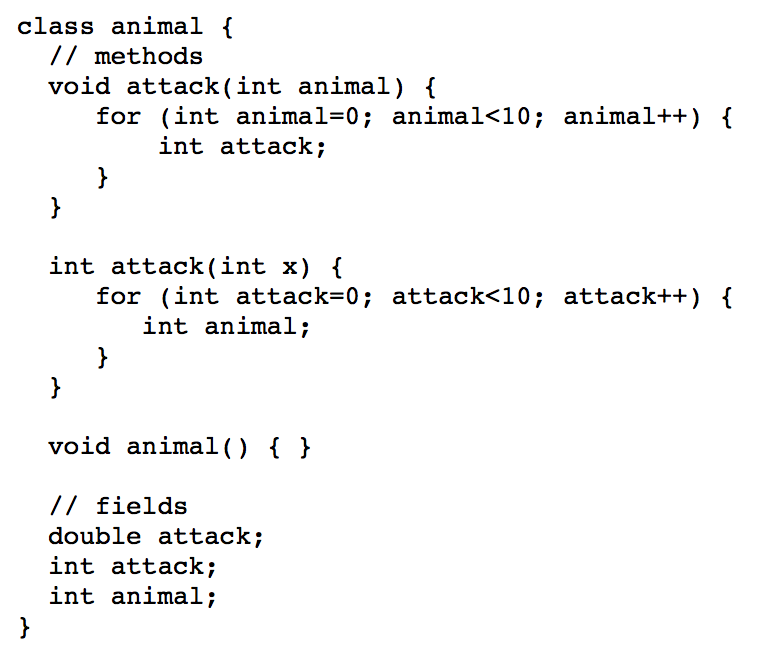 class animal {
  // methods
  void attack(int animal) {
     for (int animal=0; animal<10; animal++) {
         int attack;
     }
  }

  int attack(int x) {
     for (int attack=0; attack<10; attack++) {
        int animal;
     }
  }

  void animal() { }

  // fields
  double attack;
  int attack;
  int animal;
}